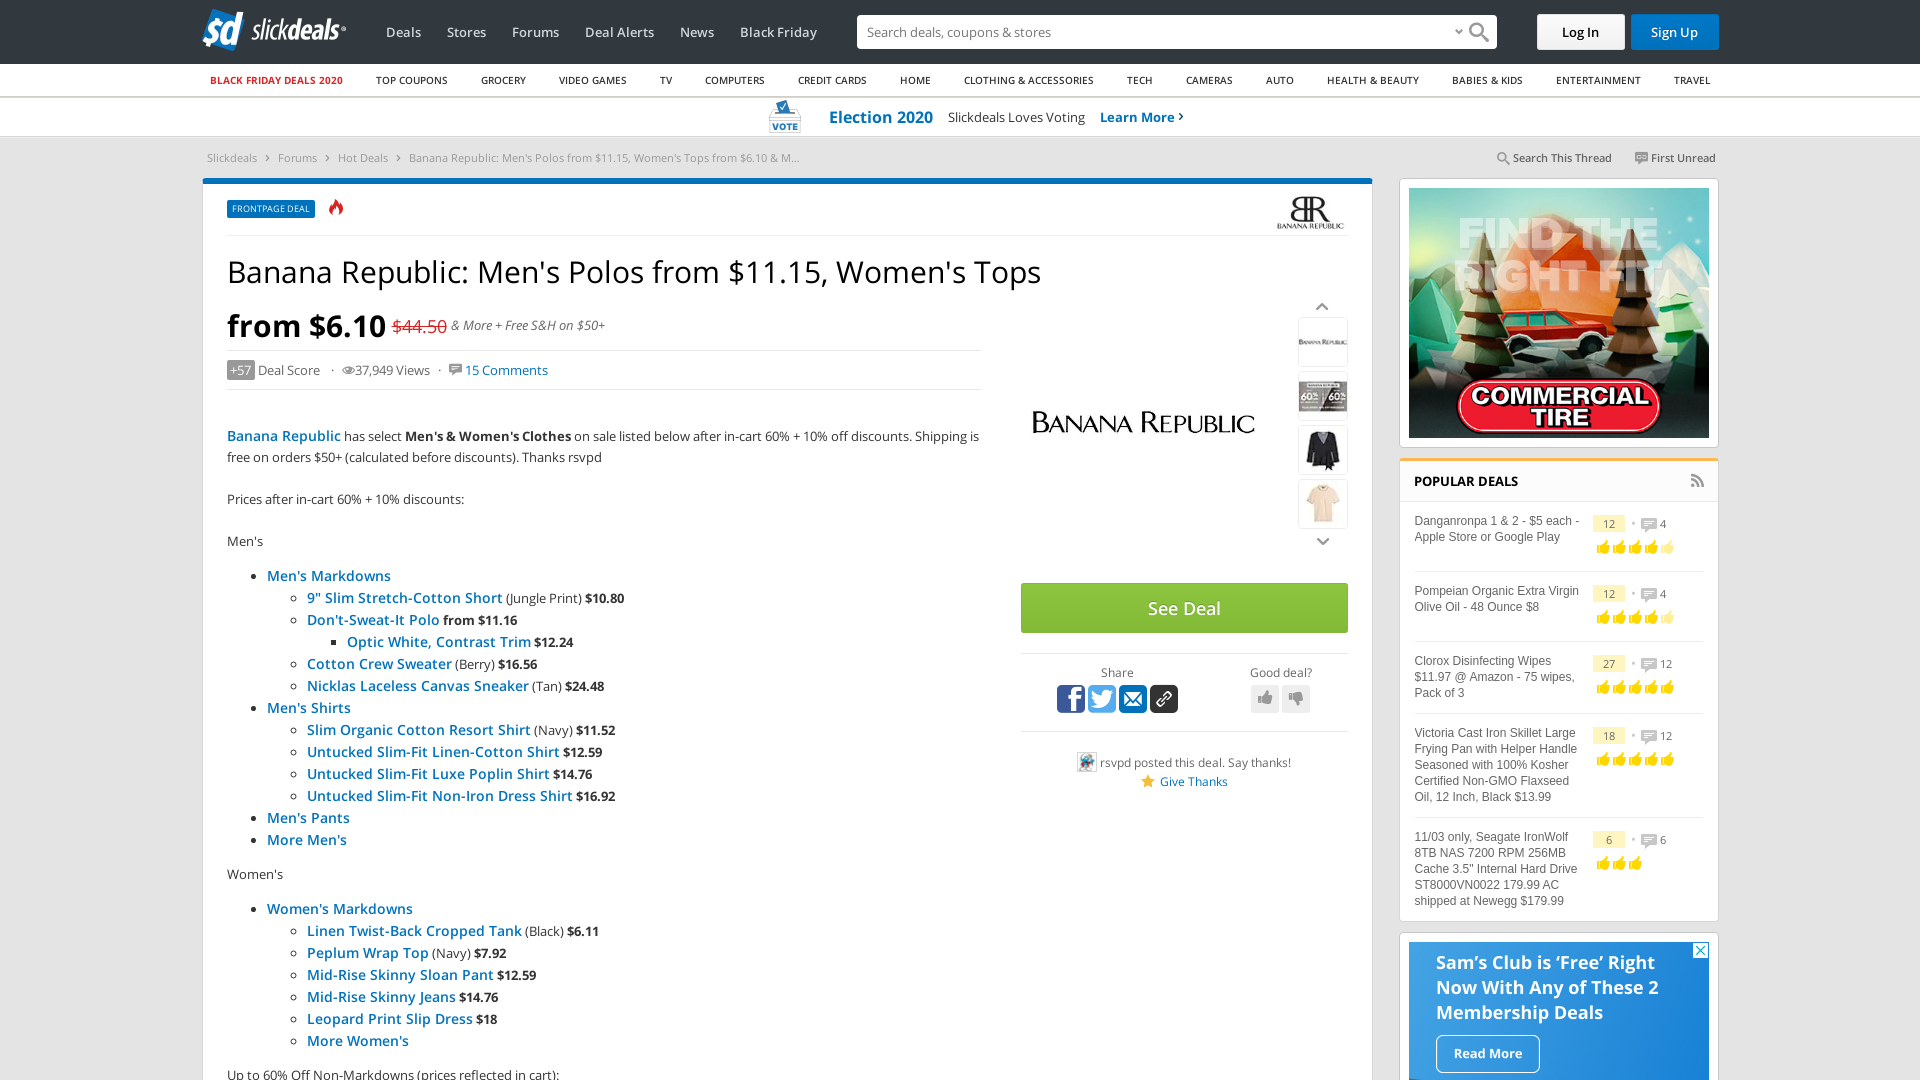 slickdeals
Deals
Stores
Forums
Deal Alerts
News
Black Friday
Search deals, coupons & shopping
Log In
Sign Up
BLACK FRIDAY DEALS 2020
TOP COUPONS
GROCERY
VIDEO GAMES
TV
COMPUTERS
CREDIT CARDS
HOME
CLOTHING & ACCESSORIES
TECH
CAMERAS
AUTO
HEALTH & BEAUTY
BABIES & KIDS
ENTERTAINMENT
TRAVEL
VOTE
Election 2020
Slickdeals Loves Voting
Learn More
Slickdeals
Forums
Hot Deals
Banana Republic: Men's Polos from $11.15, Women's Tops from $6.10 & M...
Search This Thread
First Unread
FRONTPAGE DEAL
BR
BANANA REPUBLIC
Banana Republic: Men's Polos from $11.15, Women's Tops
from $6.10 $44.50 & More + Free S&H on $50+
+57 Deal Score · 37,949 Views · 15 Comments
Banana Republic has select Men's & Women's Clothes on sale listed below after in-cart 60% + 10% off discounts. Shipping is
free on orders $50+ (calculated before discounts). Thanks rsvpd
Prices after in-cart 60% + 10% discounts:
Men's
Men's Markdowns
9" Slim Stretch-Cotton Short (Jungle Print) $10.80
Don't-Sweat-It Polo from $11.16
Optic White, Contrast Trim $12.24
Cotton Crew Sweater (Berry) $16.56
Nicklas Laceless Canvas Sneaker (Tan) $24.48
Men's Shirts
Slim Organic Cotton Resort Shirt (Navy) $11.52
Untucked Slim-Fit Linen-Cotton Shirt $12.59
Untucked Slim-Fit Luxe Poplin Shirt $14.76
Untucked Slim-Fit Non-Iron Dress Shirt $16.92
Men's Pants
More Men's
Women's
Women's Markdowns
Linen Twist-Back Cropped Tank (Black) $6.11
Peplum Wrap Top (Navy) $7.92
Mid-Rise Skinny Sloan Pant $12.59
Mid-Rise Skinny Jeans $14.76
Leopard Print Slip Dress $18
More Women's
Up to 60% Off Non-Markdowns (prices reflected in cart):
BANANA REPUBLIC
BANANA REPUBLIC
60% 60%
See Deal
Share
Good deal?
rsvpd posted this deal. Say thanks!
Give Thanks
FIND THE
RIGHT FIT
COMMERCIAL
TIRE
POPULAR DEALS
Danganronpa 1 & 2 - $5 each -
Apple Store or Google Play
12 · 4
Pompeian Organic Extra Virgin
Olive Oil - 48 Ounce $8
12 · 4
Clorox Disinfecting Wipes
$11.97 @ Amazon - 75 wipes,
Pack of 3
27 · 12
Victoria Cast Iron Skillet Large
Frying Pan with Helper Handle
Seasoned with 100% Kosher
Certified Non-GMO Flaxseed
Oil, 12 Inch, Black $13.99
18 · 12
11/03 only, Seagate IronWolf
8TB NAS 7200 RPM 256MB
Cache 3.5" Internal Hard Drive
ST8000VN0022 179.99 AC
shipped at Newegg $179.99
6 · 6
Sam's Club is ‘Free’ Right
Now With Any of These 2
Membership Deals
Read More